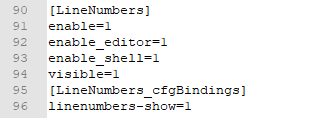 90 [LineNumbers]
91 enable=1
92 enable_editor=1
93 enable_shell=1
94 visible=1
95 [LineNumbers_cfgBindings]
96 linenumbers-show=1